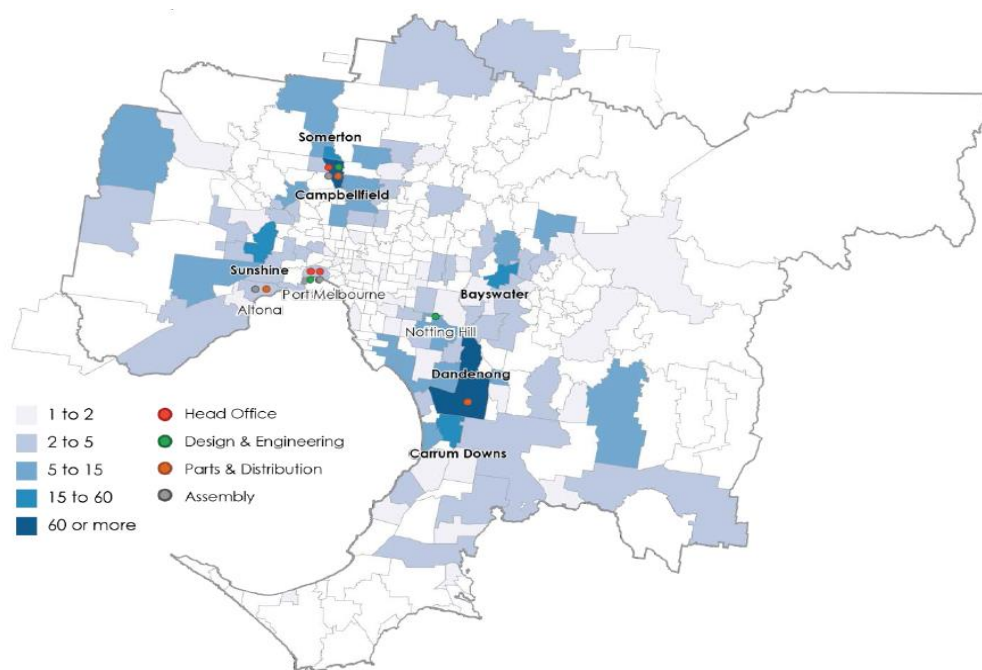 Somerton
Campbellfield
Sunshine
Port Melbourne
Altona
Bayswater
Notting Hill
Dandenong
Carrum Downs
1 to 2
2 to 5
5 to 15
15 to 60
60 or more
Head Office
Design & Engineering
Parts & Distribution
Assembly